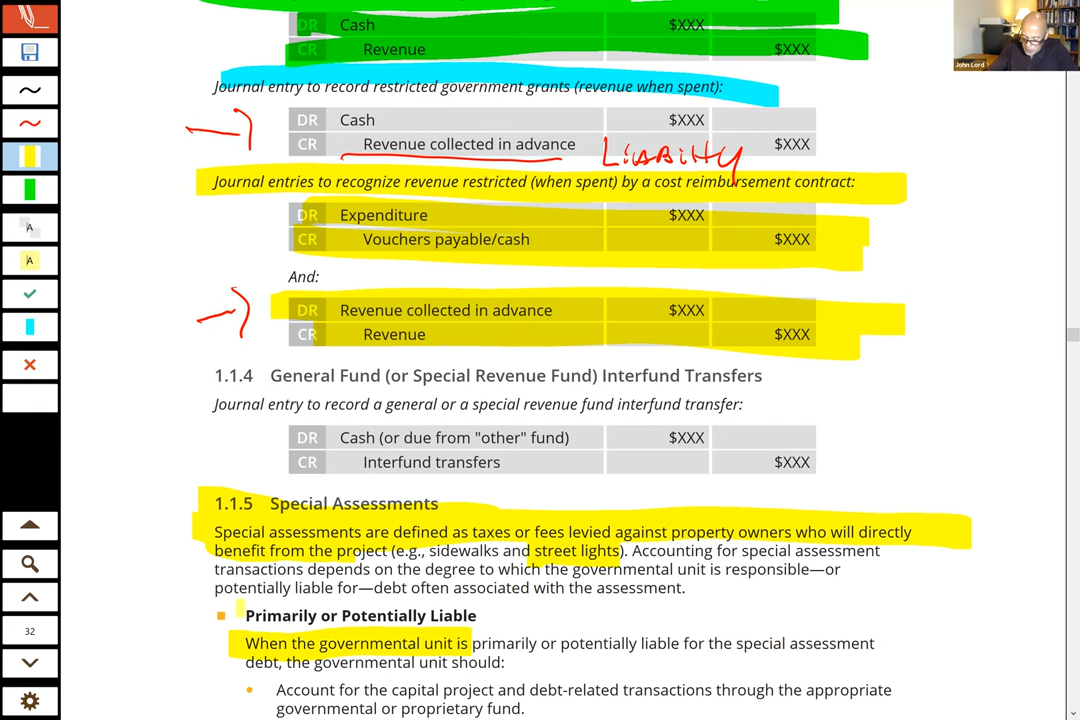 DR Cash $XXX
CR Revenue $XXX
Journal entry to record restricted government grants (revenue when spent):
DR Cash $XXX
CR Revenue collected in advance $XXX
LiABiHty
Journal entries to recognize revenue restricted (when spent) by a cost reimbursement contract:
DR Expenditure $XXX
CR Vouchers payable/cash $XXX
And:
DR Revenue collected in advance $XXX
CR Revenue $XXX
1.1.4 General Fund (or Special Revenue Fund) Interfund Transfers
Journal entry to record a general or a special revenue fund interfund transfer:
DR Cash (or due from "other" fund) $XXX
CR Interfund transfers $XXX
1.1.5 Special Assessments
Special assessments are defined as taxes or fees levied against property owners who will directly
benefit from the project (e.g., sidewalks and street lights). Accounting for special assessment
transactions depends on the degree to which the governmental unit is responsible—or
potentially liable for—debt often associated with the assessment.
Primarily or Potentially Liable
When the governmental unit is primarily or potentially liable for the special assessment
debt, the governmental unit should:
Account for the capital project and debt-related transactions through the appropriate
governmental or proprietary fund.
A
A
32
John Lord